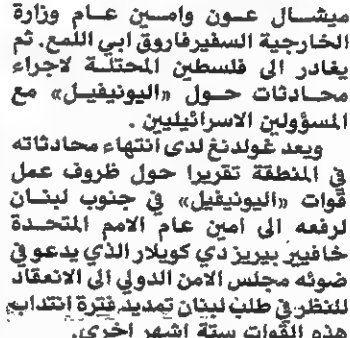 ميشال عون وامين عام وزارة
الخارجية السفير فاروق ابي اللمع. ثم
يغادر الى فلسطين المحتلة لاجراء
محادثات حول «اليونيفيل» مع
المسؤولين الاسرائيليين.
ويعد غولدنغ لدى انتهاء محادثاته
في المنطقة تقريرا حول ظروف عمل
قوات «اليونيفيل» في جنوب لبنان
لرفعه الى امين عام الامم المتحدة
خافيير بيريز دي كويلار الذي يدعو في
ضوئه مجلس الامن الدولي الى الانعقاد
للنظر في طلب لبنان تمديد فترة انتداب
هذه القوات ستة اشهر اخرى.